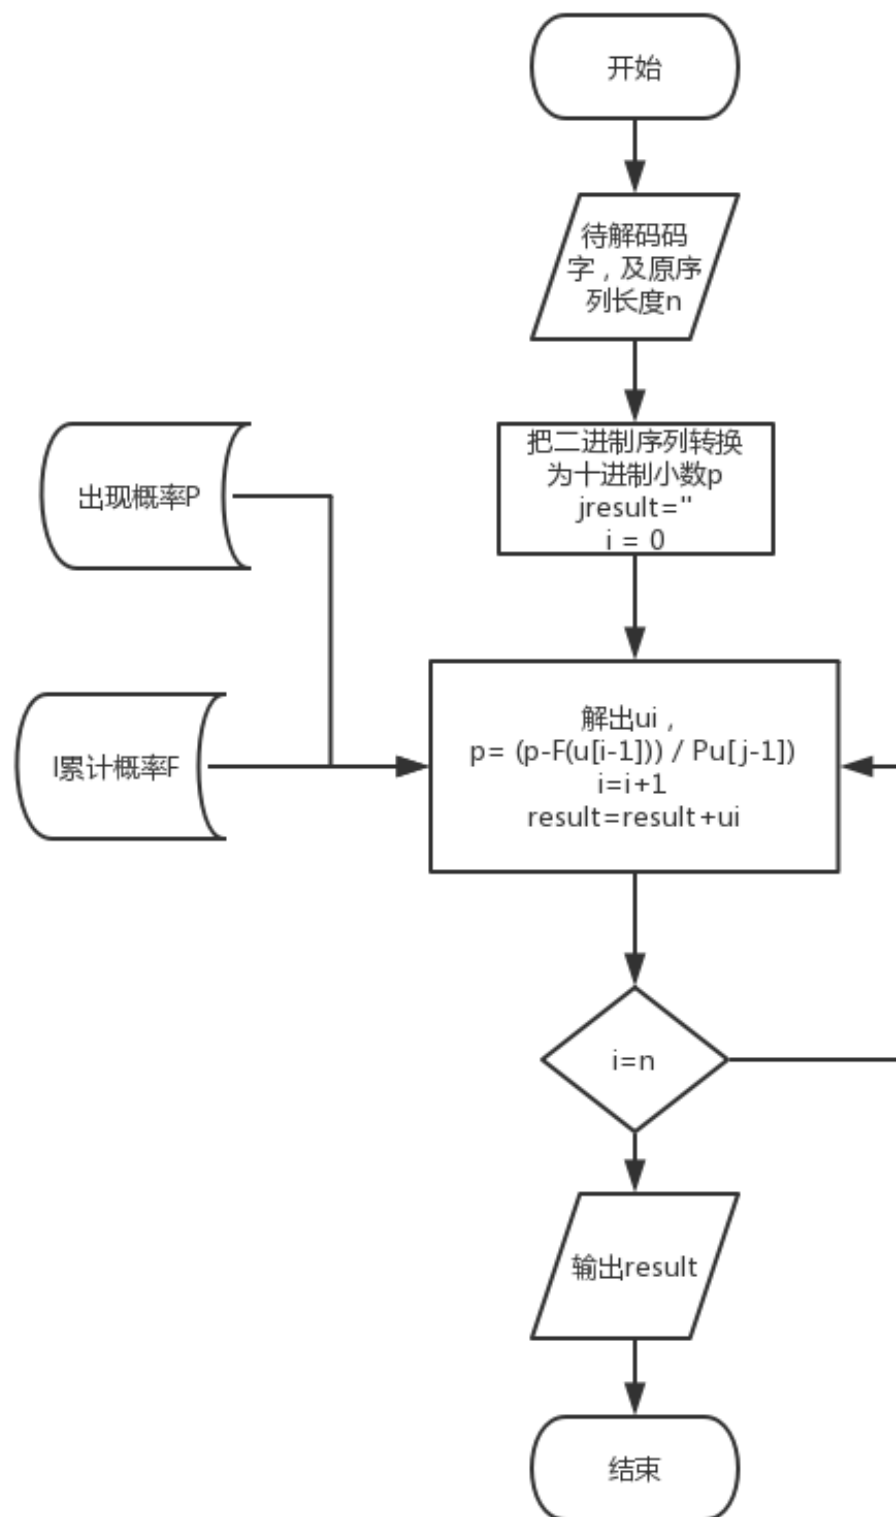 开始
待解码码
字，及原序
列长度n
把二进制序列转换
为十进制小数p
jresult=''
i = 0
出现概率P
l累计概率F
解出ui，
p= (p-F(u[i-1])) / Pu[j-1])
i=i+1
result=result+ui
i=n
输出result
结束